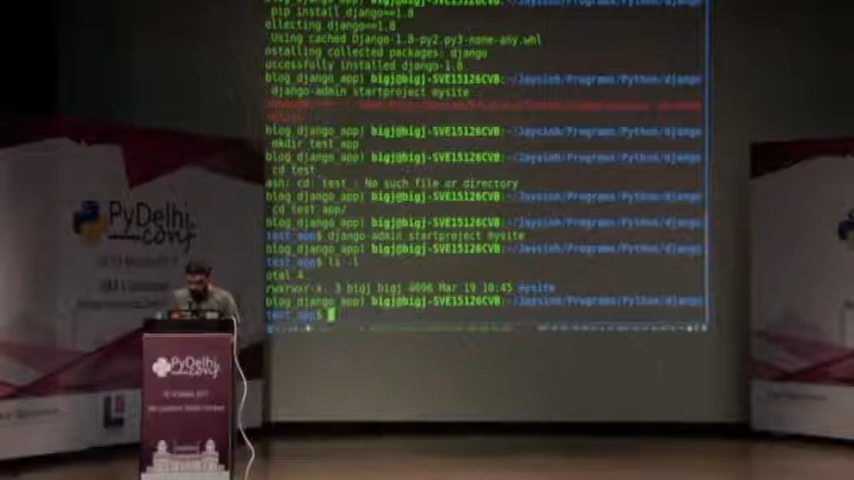 pip install django==1.8
ollecting django==1.8
Using cached Django-1.8-py2.py3-none-any.whl
nstalling collected packages: django
uccessfully installed django-1.8
blog_django_app) bigj@bigj-SVE15126CVB:~/Jaysinh/Programs/Python/django
django-admin startproject mysite
blog_django_app) bigj@bigj-SVE15126CVB:~/Jaysinh/Programs/Python/django
mkdir test_app
blog_django_app) bigj@bigj-SVE15126CVB:~/Jaysinh/Programs/Python/django
cd test_
ash: cd: test_: No such file or directory
blog_django_app) bigj@bigj-SVE15126CVB:~/Jaysinh/Programs/Python/django
cd test_app/
blog_django_app) bigj@bigj-SVE15126CVB:~/Jaysinh/Programs/Python/django
test_app$ django-admin startproject mysite
blog_django_app) bigj@bigj-SVE15126CVB:~/Jaysinh/Programs/Python/django
test_app$ ls -l
otal 4
rwxrwxr-x. 3 bigj bigj 4096 Mar 19 10:45 mysite
blog_django_app) bigj@bigj-SVE15126CVB:~/Jaysinh/Programs/Python/django
test_app$
PyDelhi
conf
PyDelhi
conf